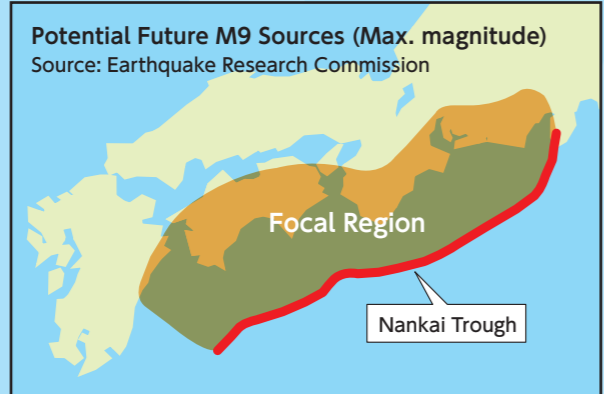 Potential Future M9 Sources (Max. magnitude)
Source: Earthquake Research Commission
Focal Region
Nankai Trough